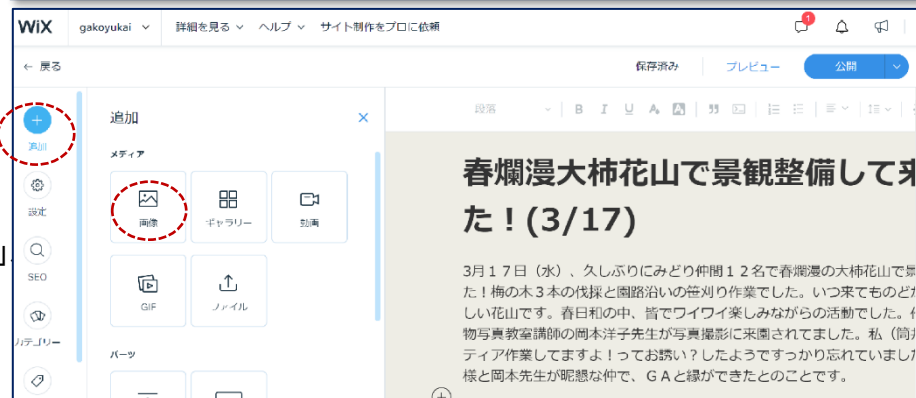 WiX gakoyukai 詳細を見る ヘルプ サイト制作をプロに依頼 1
← 戻る 保存済み プレビュー 公開
追加
設定
SEO
カテゴリー
追加
メディア
画像 ギャラリー 動画
GIF ファイル
パーツ
段落 B I U A A
春爛漫大柿花山で景観整備して来
た！(3/17)
3月１７日（水）、久しぶりにみどり仲間１２名で春爛漫の大柿花山で景
た！梅の木３本の伐採と園路沿いの笹刈り作業でした。いつ来てものどか
しい花山です。春日和の中、皆でワイワイ楽しみながらの活動でした。
物写真教室講師の岡本洋子先生が写真撮影に来園されてました。私（筒井
ティア作業してますよ！ってお誘い？したようですっかり忘れていました
様と岡本先生が昵懇な仲で、ＧＡと縁ができたとのことです。